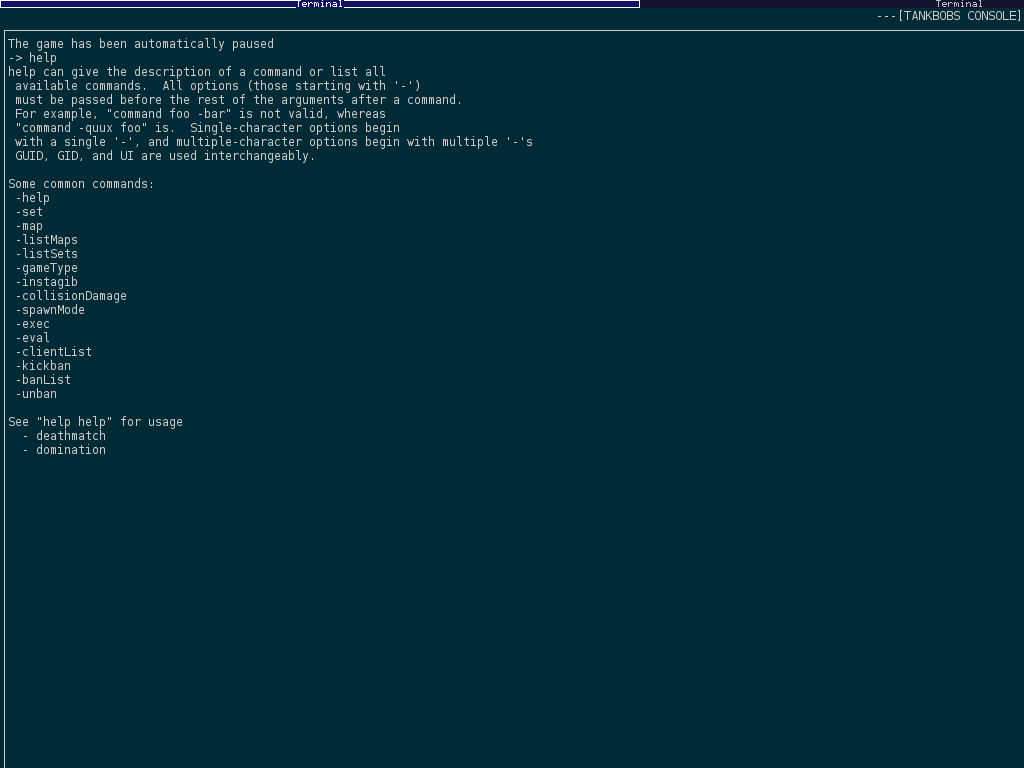 Terminal Terminal
---[TANKBOBS CONSOLE]
The game has been automatically paused
-> help
help can give the description of a command or list all
available commands.  All options (those starting with '-')
must be passed before the rest of the arguments after a command.
For example, "command foo -bar" is not valid, whereas
"command -quux foo" is.  Single-character options begin
with a single '-', and multiple-character options begin with multiple '-'s
GUID, GID, and UI are used interchangeably.
Some common commands:
-help
-set
-map
-listMaps
-listSets
-gameType
-instagib
-collisionDamage
-spawnMode
-exec
-eval
-clientList
-kickban
-banList
-unban
See "help help" for usage
- deathmatch
- domination